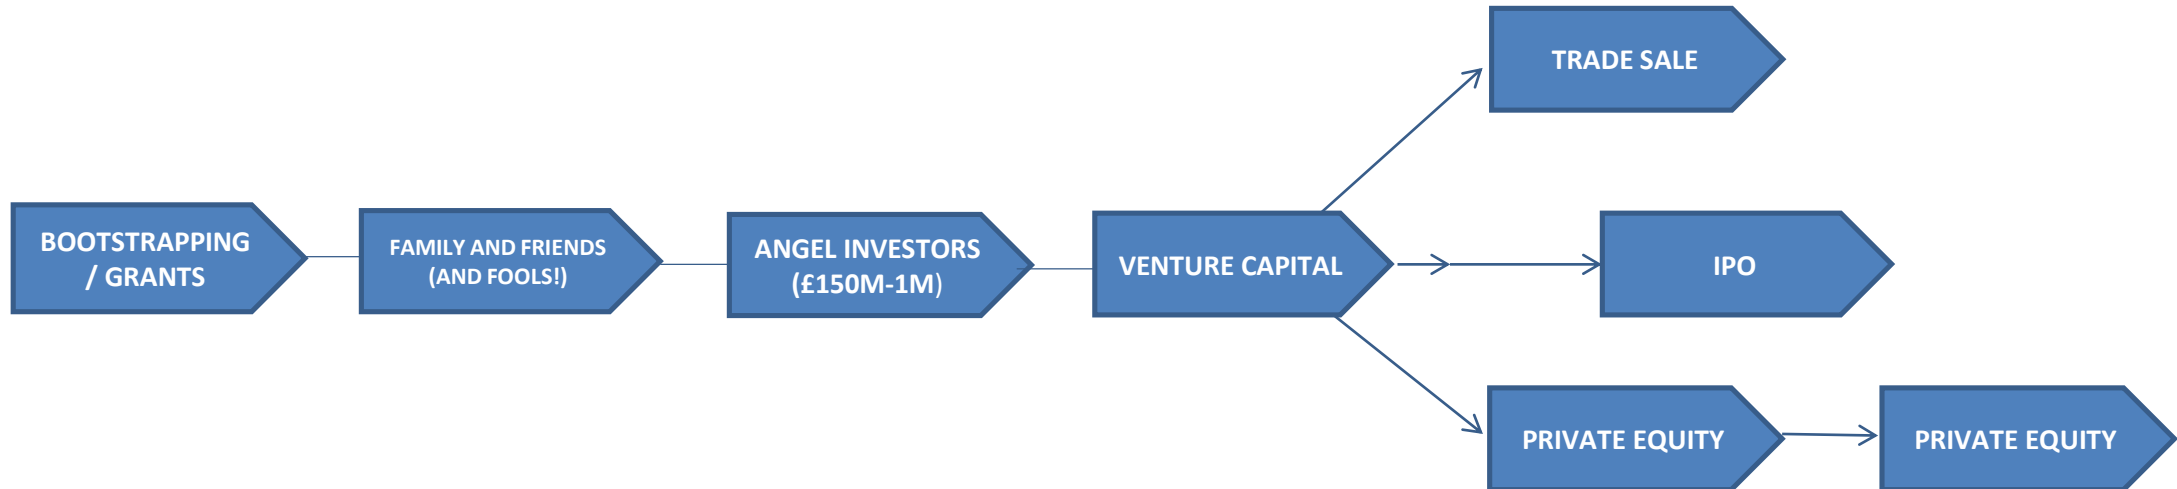 TRADE SALE
BOOTSTRAPPING
/ GRANTS
FAMILY AND FRIENDS
(AND FOOLS!)
ANGEL INVESTORS
(£150M-1M)
VENTURE CAPITAL
IPO
PRIVATE EQUITY
PRIVATE EQUITY